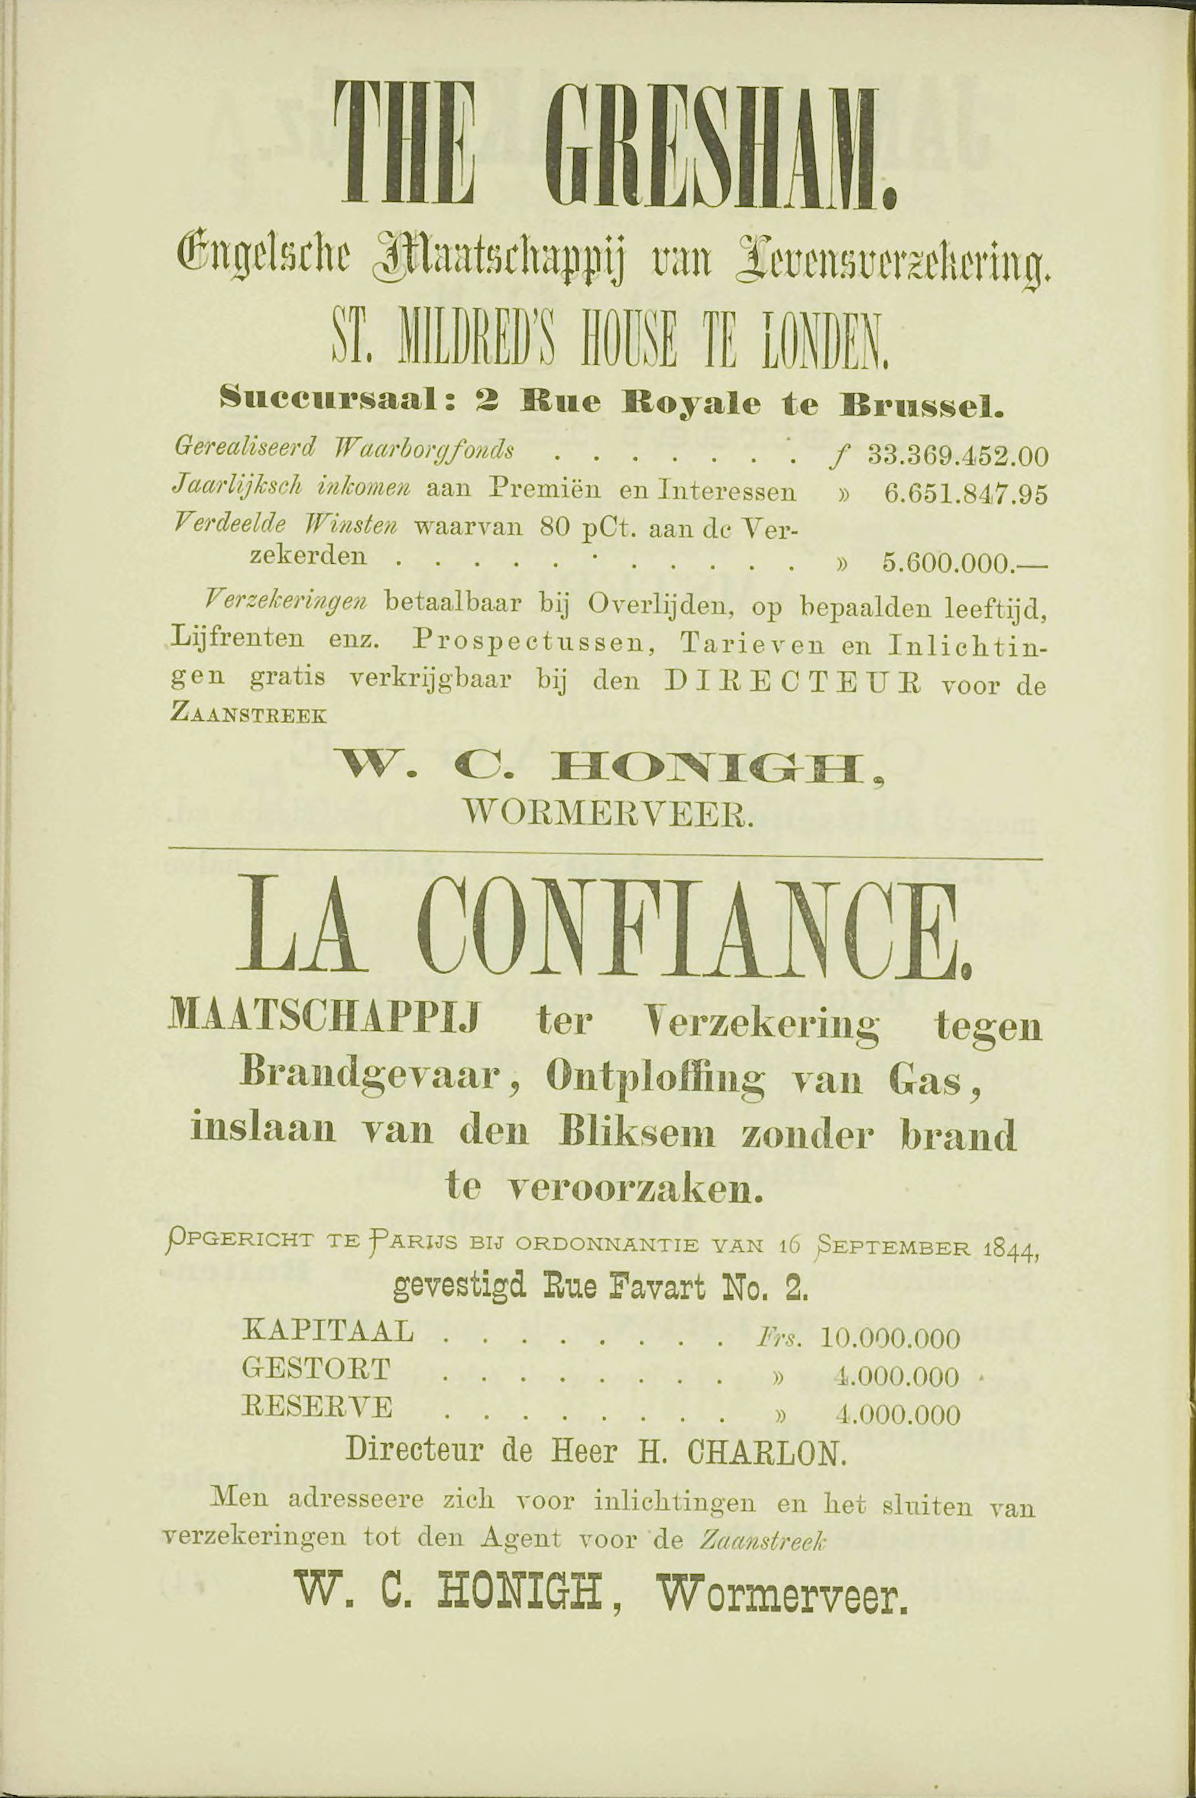 THE GRESHAM.
Engelsche Maatschappij van Levensverzekering.
ST. MILDRED'S HOUSE TE LONDEN.
Succursaal: 2 Rue Royale te Brussel.
Gerealiseerd Waarborgfonds . . . . . . . f 33.369.452.00
Jaarlijksch inkomen aan Premiën en Interessen » 6.651.847.95
Verdeelde Winsten waarvan 80 pCt. aan de Ver-
zekerden . . . . . . . . . . . » 5.600.000.—
Verzekeringen betaalbaar bij Overlijden, op bepaalden leeftijd,
Lijfrenten enz. Prospectussen, Tarieven en Inlichtin-
gen gratis verkrijgbaar bij den DIRECTEUR voor de
ZAANSTREEK
W. C. HONIGH,
WORMERVEER.
LA CONFIANCE.
MAATSCHAPPIJ ter Verzekering tegen
Brandgevaar, Ontploffing van Gas,
inslaan van den Bliksem zonder brand
te veroorzaken.
OPGERICHT TE PARIJS BIJ ORDONNANTIE VAN 16 SEPTEMBER 1844,
gevestigd Rue Favart No. 2.
KAPITAAL . . . . . . . . Frs. 10.000.000
GESTORT . . . . . . . . » 4.000.000
RESERVE . . . . . . . . » 4.000.000
Directeur de Heer H. CHARLON.
Men adresseere zich voor inlichtingen en het sluiten van
verzekeringen tot den Agent voor de Zaanstreek
W. C. HONIGH, Wormerveer.